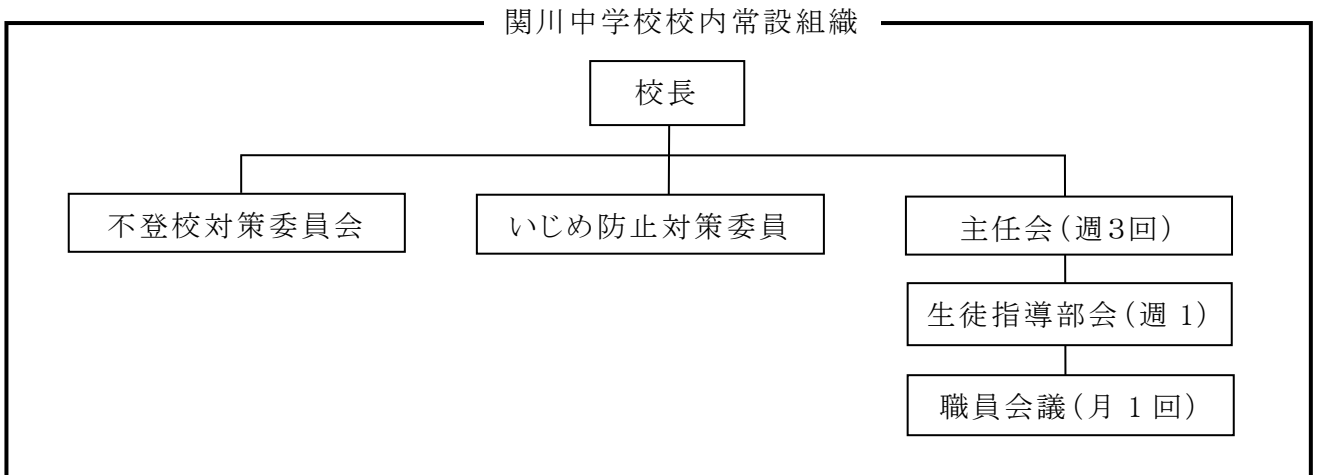 関川中学校校内常設組織
校長
不登校対策委員会
いじめ防止対策委員
主任会(週3回)
生徒指導部会(週 1)
職員会議(月 1 回)